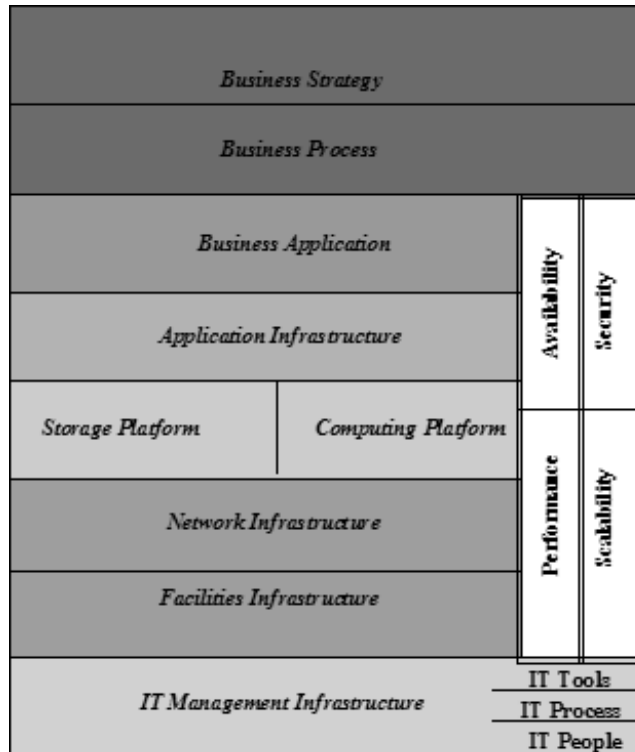 Business Strategy
Business Process
Business Application
Availability
Security
Application Infrastructure
Storage Platform
Computing Platform
Performance
Scalability
Network Infrastructure
Facilities Infrastructure
IT Management Infrastructure
IT Tools
IT Process
IT People